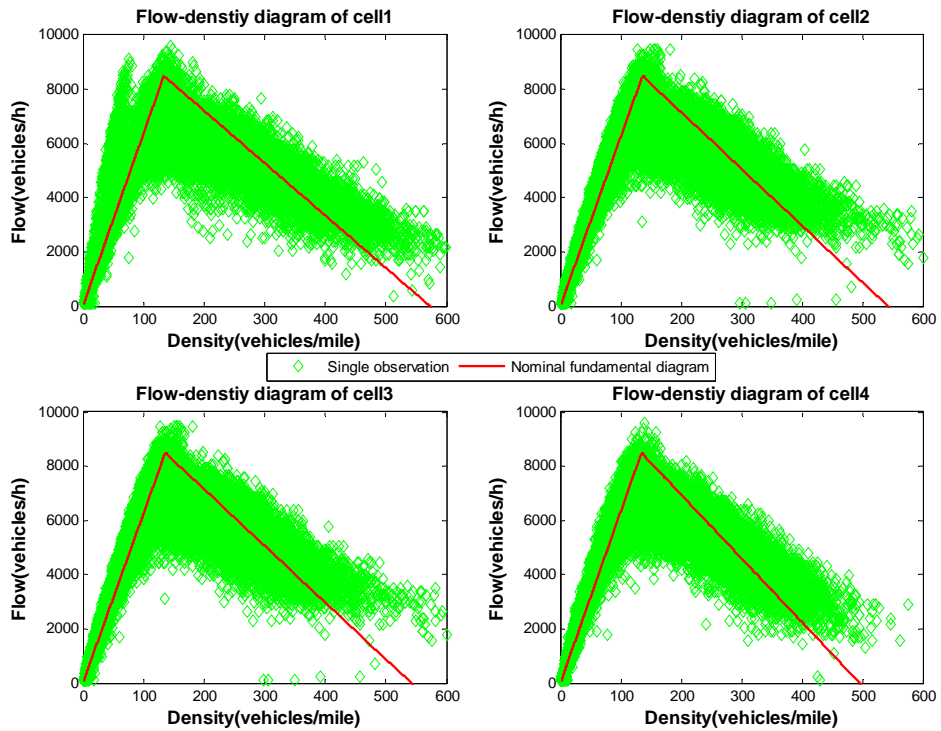 Flow-denstiy diagram of cell1
Flow-denstiy diagram of cell2
10000
8000
6000
4000
2000
0
Flow(vehicles/h)
0 100 200 300 400 500 600
Density(vehicles/mile)
10000
8000
6000
4000
2000
0
Flow(vehicles/h)
0 100 200 300 400 500 600
Density(vehicles/mile)
Single observation
Nominal fundamental diagram
Flow-denstiy diagram of cell3
Flow-denstiy diagram of cell4
10000
8000
6000
4000
2000
0
Flow(vehicles/h)
0 100 200 300 400 500 600
Density(vehicles/mile)
10000
8000
6000
4000
2000
0
Flow(vehicles/h)
0 100 200 300 400 500 600
Density(vehicles/mile)